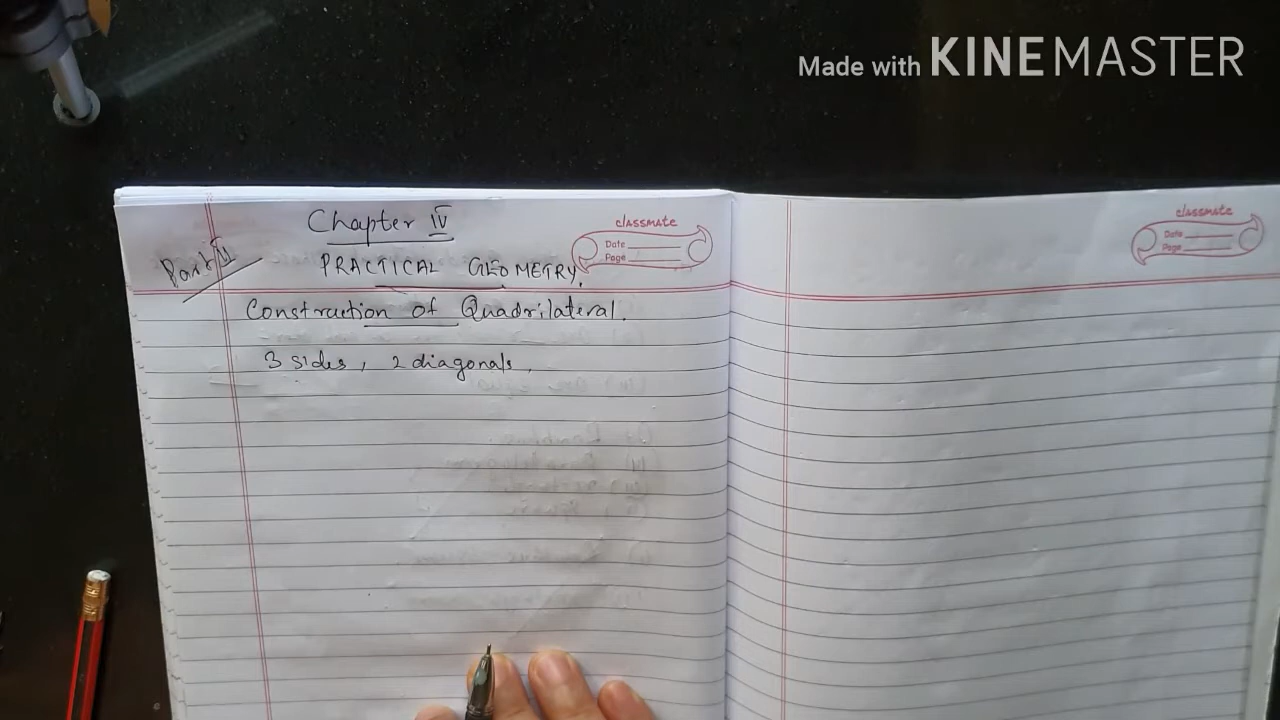 Made with KINEMASTER
Chapter IV
classmate
Date
Page
Part II
PRACTICAL GEOMETRY.
Construction of Quadrilateral.
3 sides, 2 diagonals.
classmate
Date
Page